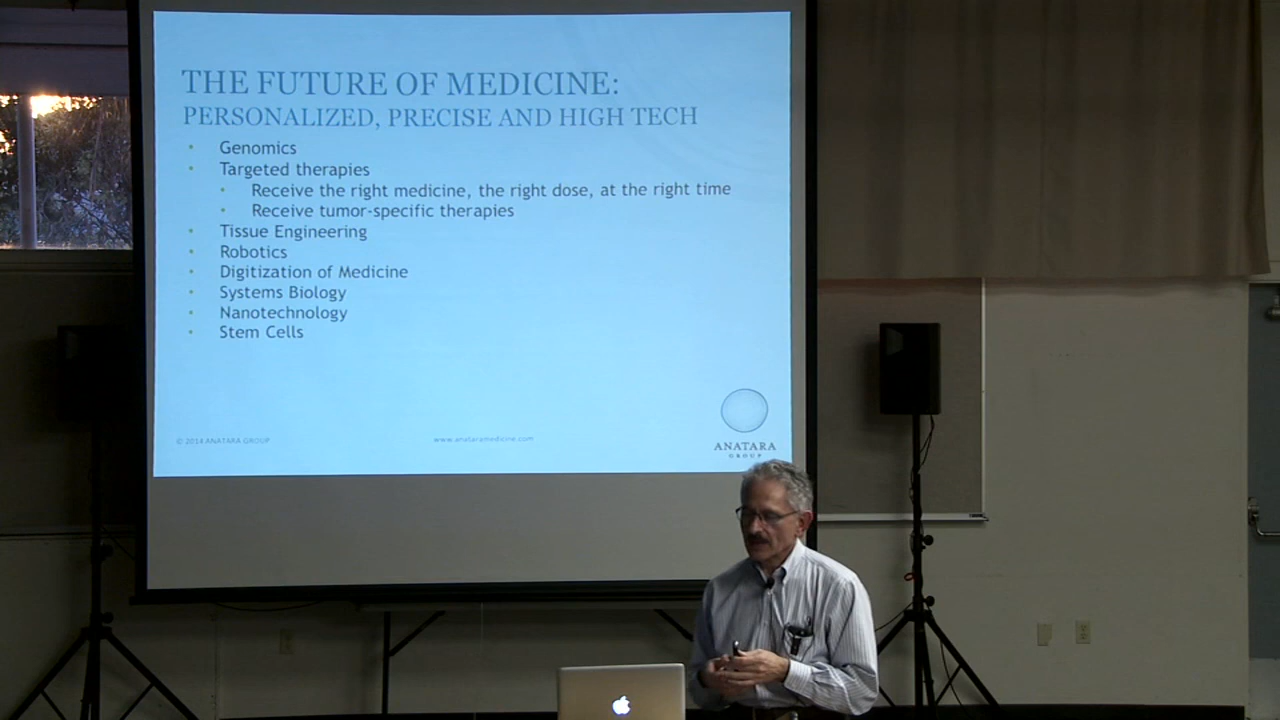 THE FUTURE OF MEDICINE:
PERSONALIZED, PRECISE AND HIGH TECH
• Genomics
• Targeted therapies
• Receive the right medicine, the right dose, at the right time
• Receive tumor-specific therapies
• Tissue Engineering
• Robotics
• Digitization of Medicine
• Systems Biology
• Nanotechnology
• Stem Cells
© 2014 ANATARA GROUP
www.anataramedicine.com
ANATARA
GROUP